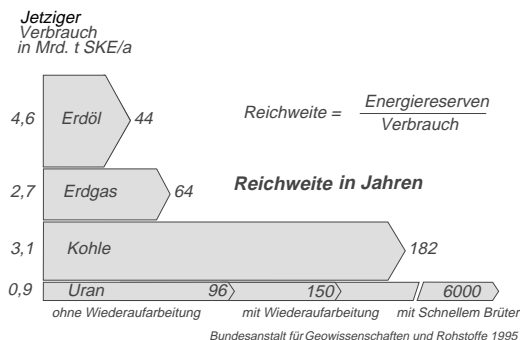 Jetziger
Verbrauch
in Mrd. t SKE/a
4,6 Erdöl 44
Reichweite = Energiereserven
Verbrauch
2,7 Erdgas 64
Reichweite in Jahren
3,1 Kohle 182
0,9 Uran 96 150 6000
ohne Wiederaufarbeitung mit Wiederaufarbeitung mit Schnellem Brüter
Bundesanstalt für Geowissenschaften und Rohstoffe 1995